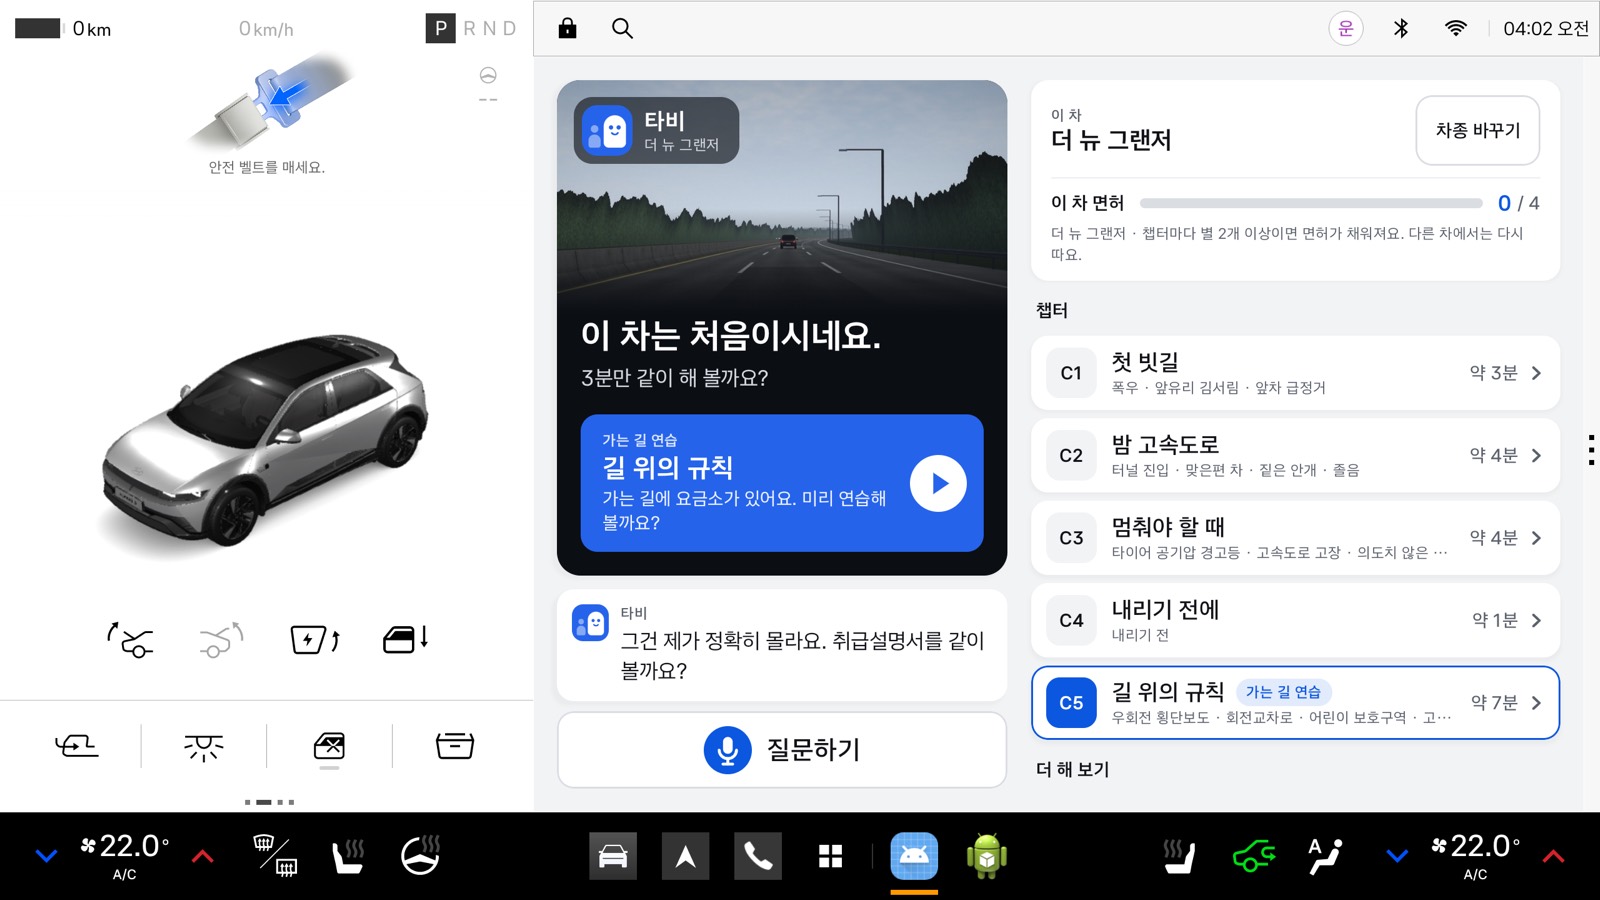 0 km
0 km/h
P R N D
안전 벨트를 매세요.
운
04:02 오전
타비
더 뉴 그랜저
이 차는 처음이시네요.
3분만 같이 해 볼까요?
가는 길 연습
길 위의 규칙
가는 길에 요금소가 있어요. 미리 연습해
볼까요?
타비
그건 제가 정확히 몰라요. 취급설명서를 같이
볼까요?
질문하기
이 차
더 뉴 그랜저
차종 바꾸기
이 차 면허
0 / 4
더 뉴 그랜저 · 챕터마다 별 2개 이상이면 면허가 채워져요. 다른 차에서는 다시
따요.
챕터
C1
첫 빗길
폭우 · 앞유리 김서림 · 앞차 급정거
약 3분
C2
밤 고속도로
터널 진입 · 맞은편 차 · 짙은 안개 · 졸음
약 4분
C3
멈춰야 할 때
타이어 공기압 경고등 · 고속도로 고장 · 의도치 않은 ···
약 4분
C4
내리기 전에
내리기 전
약 1분
C5
길 위의 규칙
가는 길 연습
우회전 횡단보도 · 회전교차로 · 어린이 보호구역 · 고···
약 7분
더 해 보기
22.0°
A/C
A
22.0°
A/C